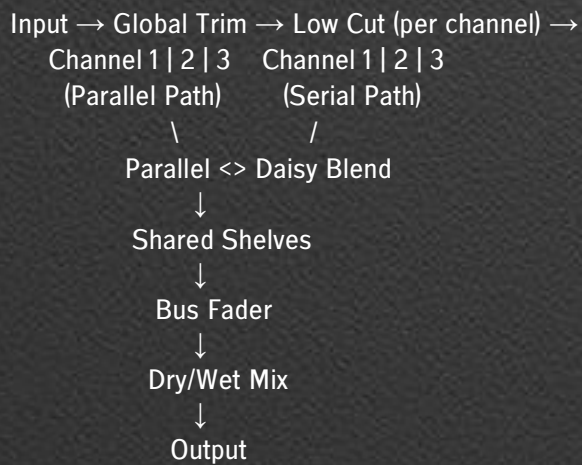 Input → Global Trim → Low Cut (per channel) →
Channel 1 | 2 | 3 Channel 1 | 2 | 3
(Parallel Path) (Serial Path)
\ /
Parallel <> Daisy Blend
↓
Shared Shelves
↓
Bus Fader
↓
Dry/Wet Mix
↓
Output